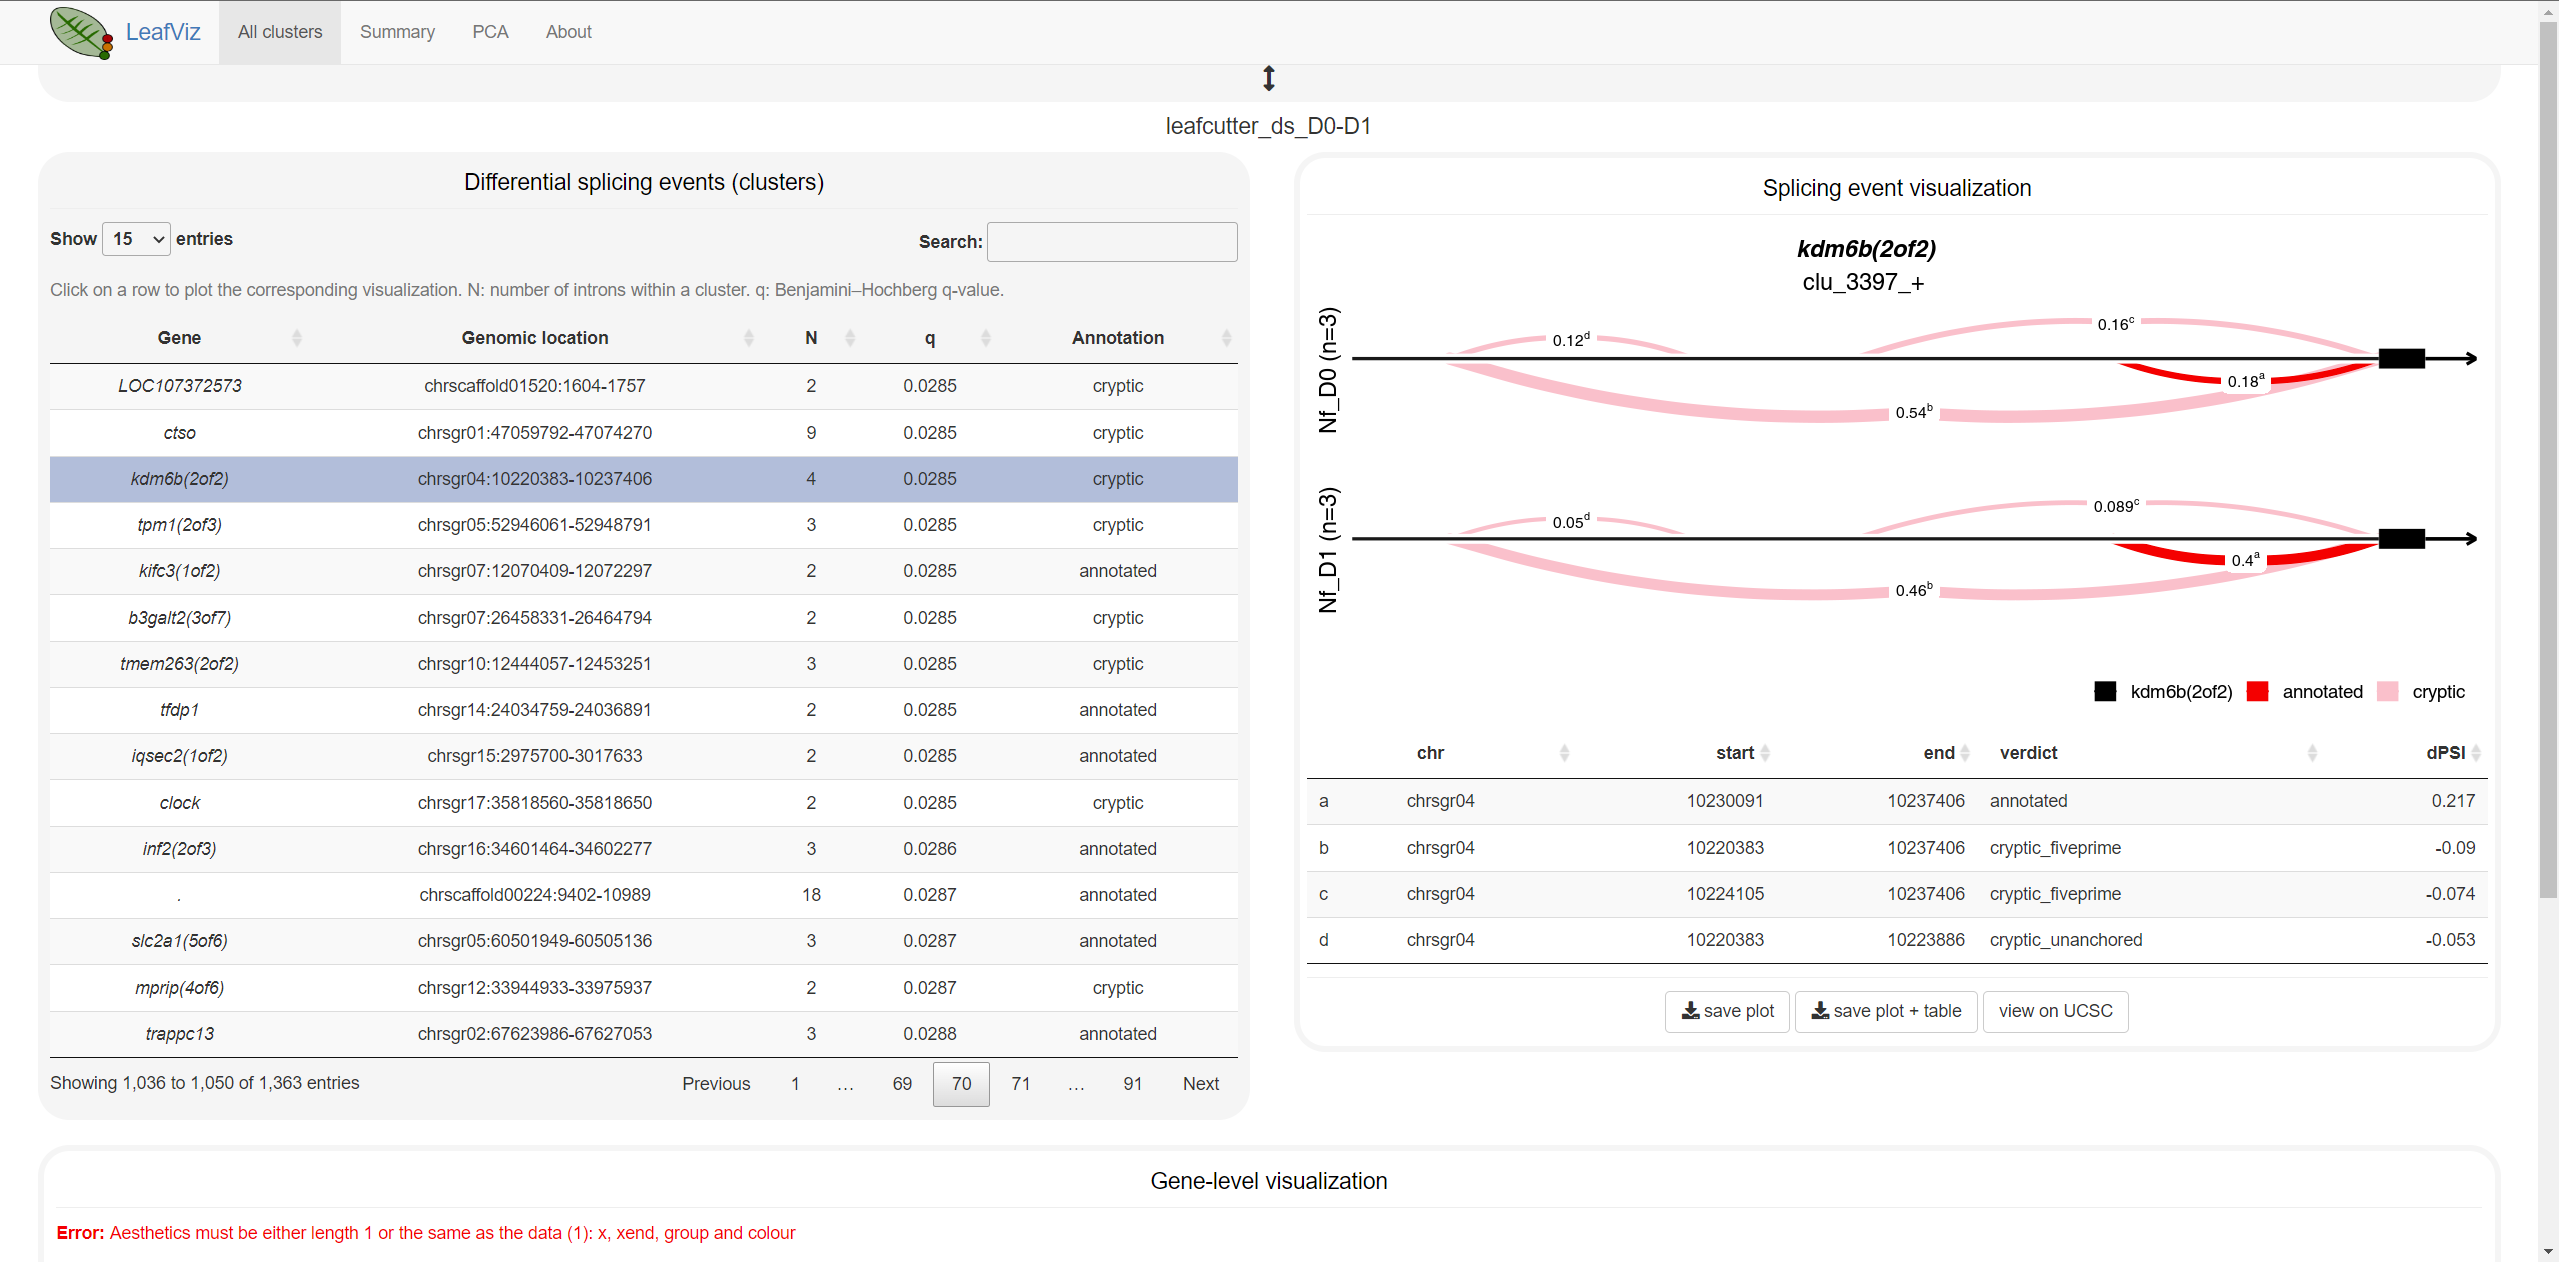 LeafViz All clusters Summary PCA About
leafcutter_ds_D0-D1
Differential splicing events (clusters)
Show 15 entries Search:
Click on a row to plot the corresponding visualization. N: number of introns within a cluster. q: Benjamini–Hochberg q-value.
Gene Genomic location N q Annotation
LOC107372573 chrscaffold01520:1604-1757 2 0.0285 cryptic
ctso chrsgr01:47059792-47074270 9 0.0285 cryptic
kdm6b(2of2) chrsgr04:10220383-10237406 4 0.0285 cryptic
tpm1(2of3) chrsgr05:52946061-52948791 3 0.0285 cryptic
kifc3(1of2) chrsgr07:12070409-12072297 2 0.0285 annotated
b3galt2(3of7) chrsgr07:26458331-26464794 2 0.0285 cryptic
tmem263(2of2) chrsgr10:12444057-12453251 3 0.0285 cryptic
tfdp1 chrsgr14:24034759-24036891 2 0.0285 annotated
iqsec2(1of2) chrsgr15:2975700-3017633 2 0.0285 annotated
clock chrsgr17:35818560-35818650 2 0.0285 cryptic
inf2(2of3) chrsgr16:34601464-34602277 3 0.0286 annotated
. chrscaffold00224:9402-10989 18 0.0287 annotated
slc2a1(5of6) chrsgr05:60501949-60505136 3 0.0287 annotated
mprip(4of6) chrsgr12:33944933-33975937 2 0.0287 cryptic
trappc13 chrsgr02:67623986-67627053 3 0.0288 annotated
Showing 1,036 to 1,050 of 1,363 entries Previous 1 … 69 70 71 … 91 Next
Splicing event visualization
kdm6b(2of2)
clu_3397_+
Nf_D0 (n=3)
0.12d
0.16c
0.18a
0.54b
Nf_D1 (n=3)
0.05d
0.089c
0.4a
0.46b
kdm6b(2of2) annotated cryptic
chr start end verdict dPSI
a chrsgr04 10230091 10237406 annotated 0.217
b chrsgr04 10220383 10237406 cryptic_fiveprime -0.09
c chrsgr04 10224105 10237406 cryptic_fiveprime -0.074
d chrsgr04 10220383 10223886 cryptic_unanchored -0.053
save plot save plot + table view on UCSC
Gene-level visualization
Error: Aesthetics must be either length 1 or the same as the data (1): x, xend, group and colour